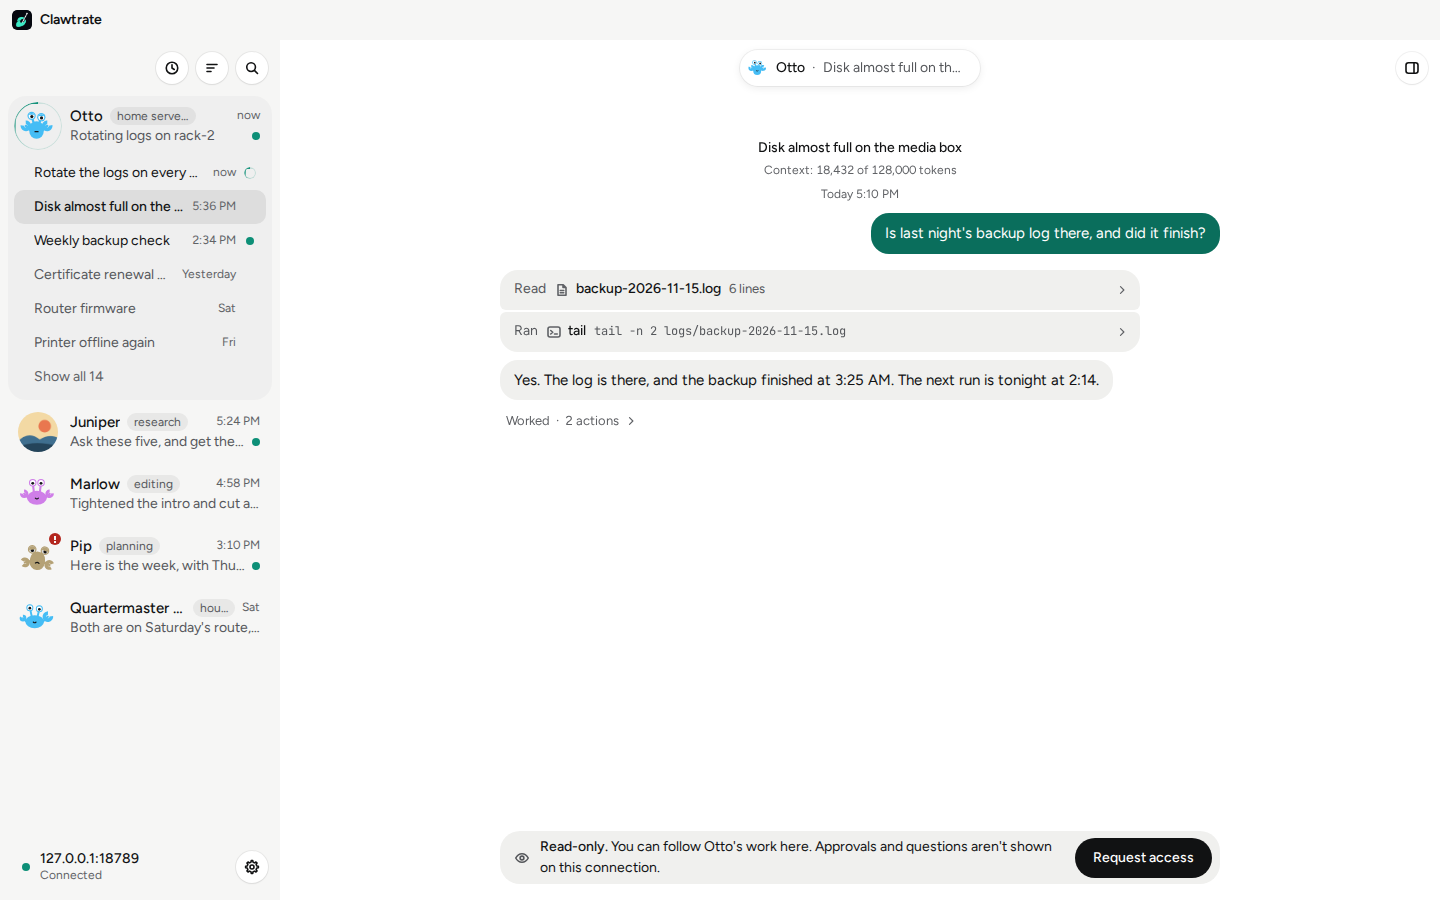 Clawtrate
Otto home serve... now
Rotating logs on rack-2
Rotate the logs on every ... now
Disk almost full on the ... 5:36 PM
Weekly backup check 2:34 PM
Certificate renewal ... Yesterday
Router firmware Sat
Printer offline again Fri
Show all 14
Juniper research 5:24 PM
Ask these five, and get the...
Marlow editing 4:58 PM
Tightened the intro and cut a...
Pip planning 3:10 PM
Here is the week, with Thu...
Quartermaster ... hou... Sat
Both are on Saturday's route,...
127.0.0.1:18789
Connected
Otto · Disk almost full on th...
Disk almost full on the media box
Context: 18,432 of 128,000 tokens
Today 5:10 PM
Is last night's backup log there, and did it finish?
Read backup-2026-11-15.log 6 lines
Ran tail tail -n 2 logs/backup-2026-11-15.log
Yes. The log is there, and the backup finished at 3:25 AM. The next run is tonight at 2:14.
Worked · 2 actions
Read-only. You can follow Otto's work here. Approvals and questions aren't shown
on this connection.
Request access